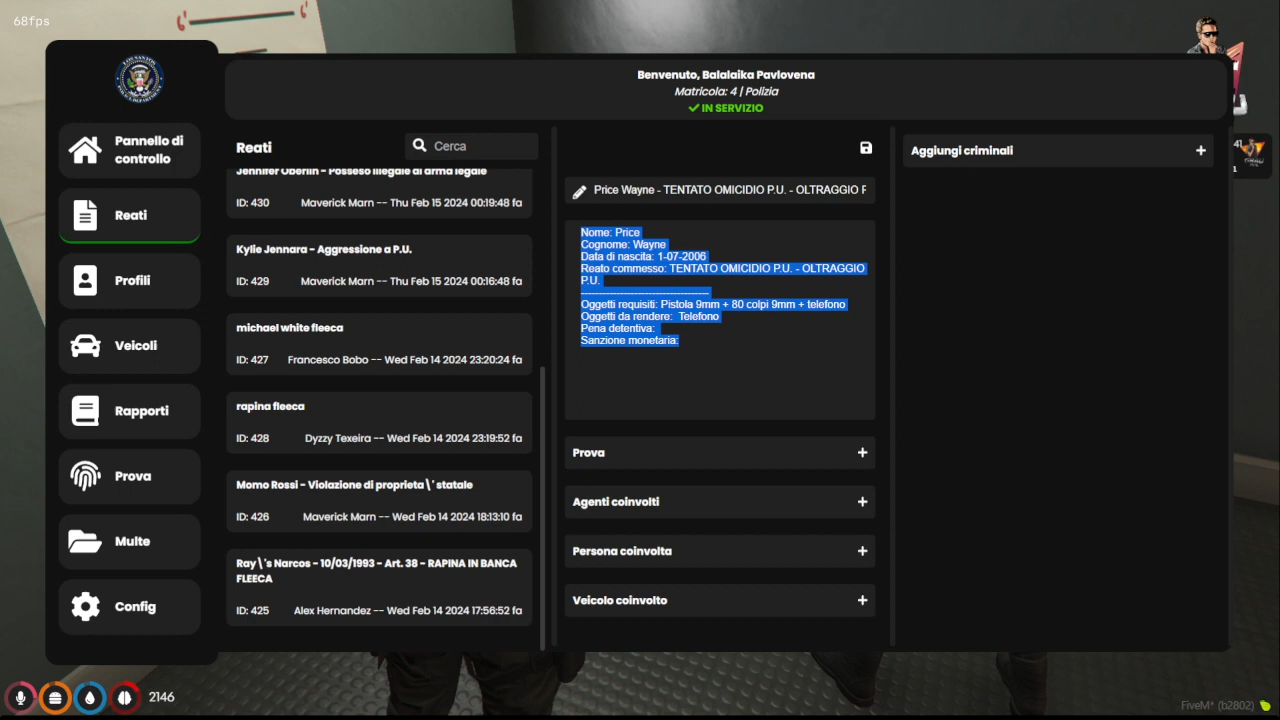 68fps
LOS SANTOS
POLICE DEPARTMENT
Benvenuto, Balalaika Pavlovena
Matricola: 4 | Polizia
IN SERVIZIO
Pannello di
controllo
Reati
Profili
Veicoli
Rapporti
Prova
Multe
Config
Reati
Cerca
Jennifer Oberlin - Possesso illegale di arma legale
ID: 430 Maverick Marn -- Thu Feb 15 2024 00:19:48 fa
Kylie Jennara - Aggressione a P.U.
ID: 429 Maverick Marn -- Thu Feb 15 2024 00:16:48 fa
michael white fleeca
ID: 427 Francesco Bobo -- Wed Feb 14 2024 23:20:24 fa
rapina fleeca
ID: 428 Dyzzy Texeira -- Wed Feb 14 2024 23:19:52 fa
Momo Rossi - Violazione di proprieta\' statale
ID: 426 Maverick Marn -- Wed Feb 14 2024 18:13:10 fa
Ray\'s Narcos - 10/03/1993 - Art. 38 - RAPINA IN BANCA
FLEECA
ID: 425 Alex Hernandez -- Wed Feb 14 2024 17:56:52 fa
Price Wayne - TENTATO OMICIDIO P.U. - OLTRAGGIO F
Nome: Price
Cognome: Wayne
Data di nascita: 1-07-2006
Reato commesso: TENTATO OMICIDIO P.U. - OLTRAGGIO
P.U.
--------------------------------
Oggetti requisiti: Pistola 9mm + 80 colpi 9mm + telefono
Oggetti da rendere: Telefono
Pena detentiva:
Sanzione monetaria:
Prova +
Agenti coinvolti +
Persona coinvolta +
Veicolo coinvolto +
Aggiungi criminali +
41
1
2146
FiveM* (b2802)